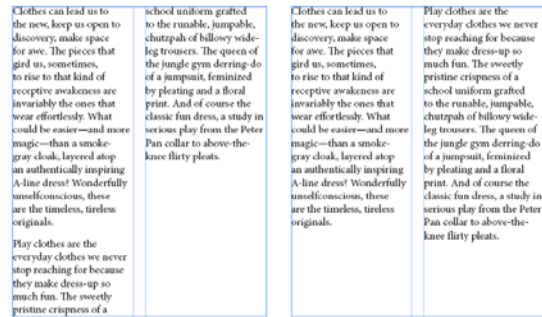 Clothes can lead us to
the new, keep us open to
discovery, make space
for awe. The pieces that
gird us, sometimes,
to rise to that kind of
receptive awakeness are
invariably the ones that
wear effortlessly. What
could be easier—and more
magic—than a smoke-
gray cloak, layered atop
an authentically inspiring
A-line dress? Wonderfully
unselfconscious, these
are the timeless, tireless
originals.
Play clothes are the
everyday clothes we never
stop reaching for because
they make dress-up so
much fun. The sweetly
pristine crispness of a
school uniform grafted
to the runable, jumpable,
chutzpah of billowy wide-
leg trousers. The queen of
the jungle gym derring-do
of a jumpsuit, feminized
by pleating and a floral
print. And of course the
classic fun dress, a study in
serious play from the Peter
Pan collar to above-the-
knee flirty pleats.
Clothes can lead us to
the new, keep us open to
discovery, make space
for awe. The pieces that
gird us, sometimes,
to rise to that kind of
receptive awakeness are
invariably the ones that
wear effortlessly. What
could be easier—and more
magic—than a smoke-
gray cloak, layered atop
an authentically inspiring
A-line dress? Wonderfully
unselfconscious, these
are the timeless, tireless
originals.
Play clothes are the
everyday clothes we never
stop reaching for because
they make dress-up so
much fun. The sweetly
pristine crispness of a
school uniform grafted
to the runable, jumpable,
chutzpah of billowy wide-
leg trousers. The queen of
the jungle gym derring-do
of a jumpsuit, feminized
by pleating and a floral
print. And of course the
classic fun dress, a study in
serious play from the Peter
Pan collar to above-the-
knee flirty pleats.